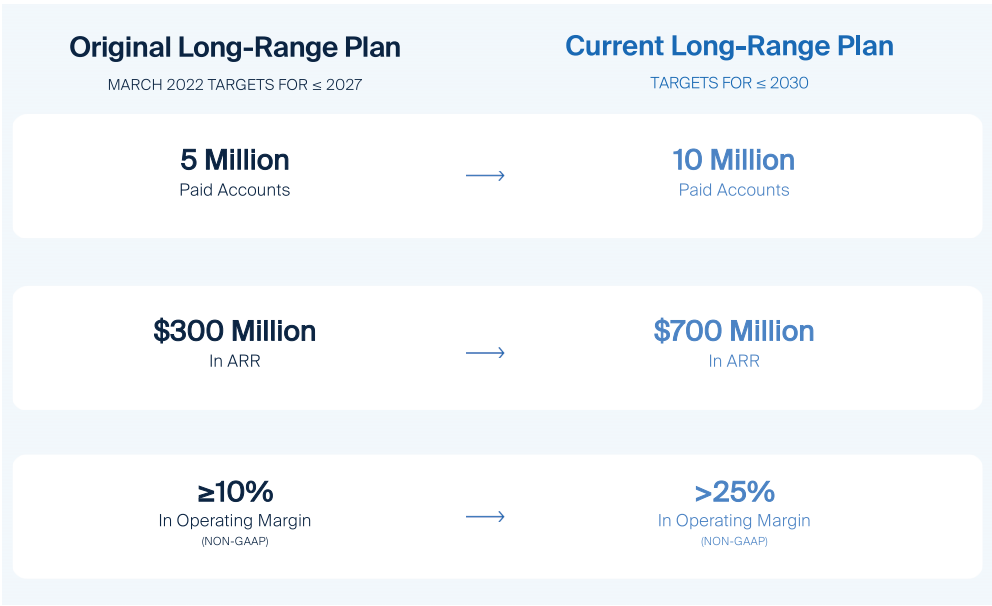 Original Long-Range Plan
MARCH 2022 TARGETS FOR ≤ 2027
Current Long-Range Plan
TARGETS FOR ≤ 2030
5 Million
Paid Accounts
10 Million
Paid Accounts
$300 Million
In ARR
$700 Million
In ARR
≥10%
In Operating Margin
(NON-GAAP)
>25%
In Operating Margin
(NON-GAAP)